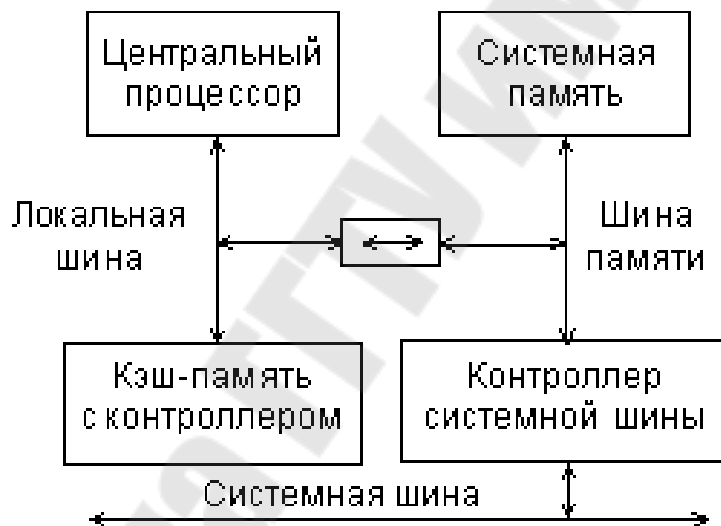 Центральный
процессор
Системная
память
Локальная
шина
Шина
памяти
Кэш-память
с контроллером
Контроллер
системной шины
Системная шина